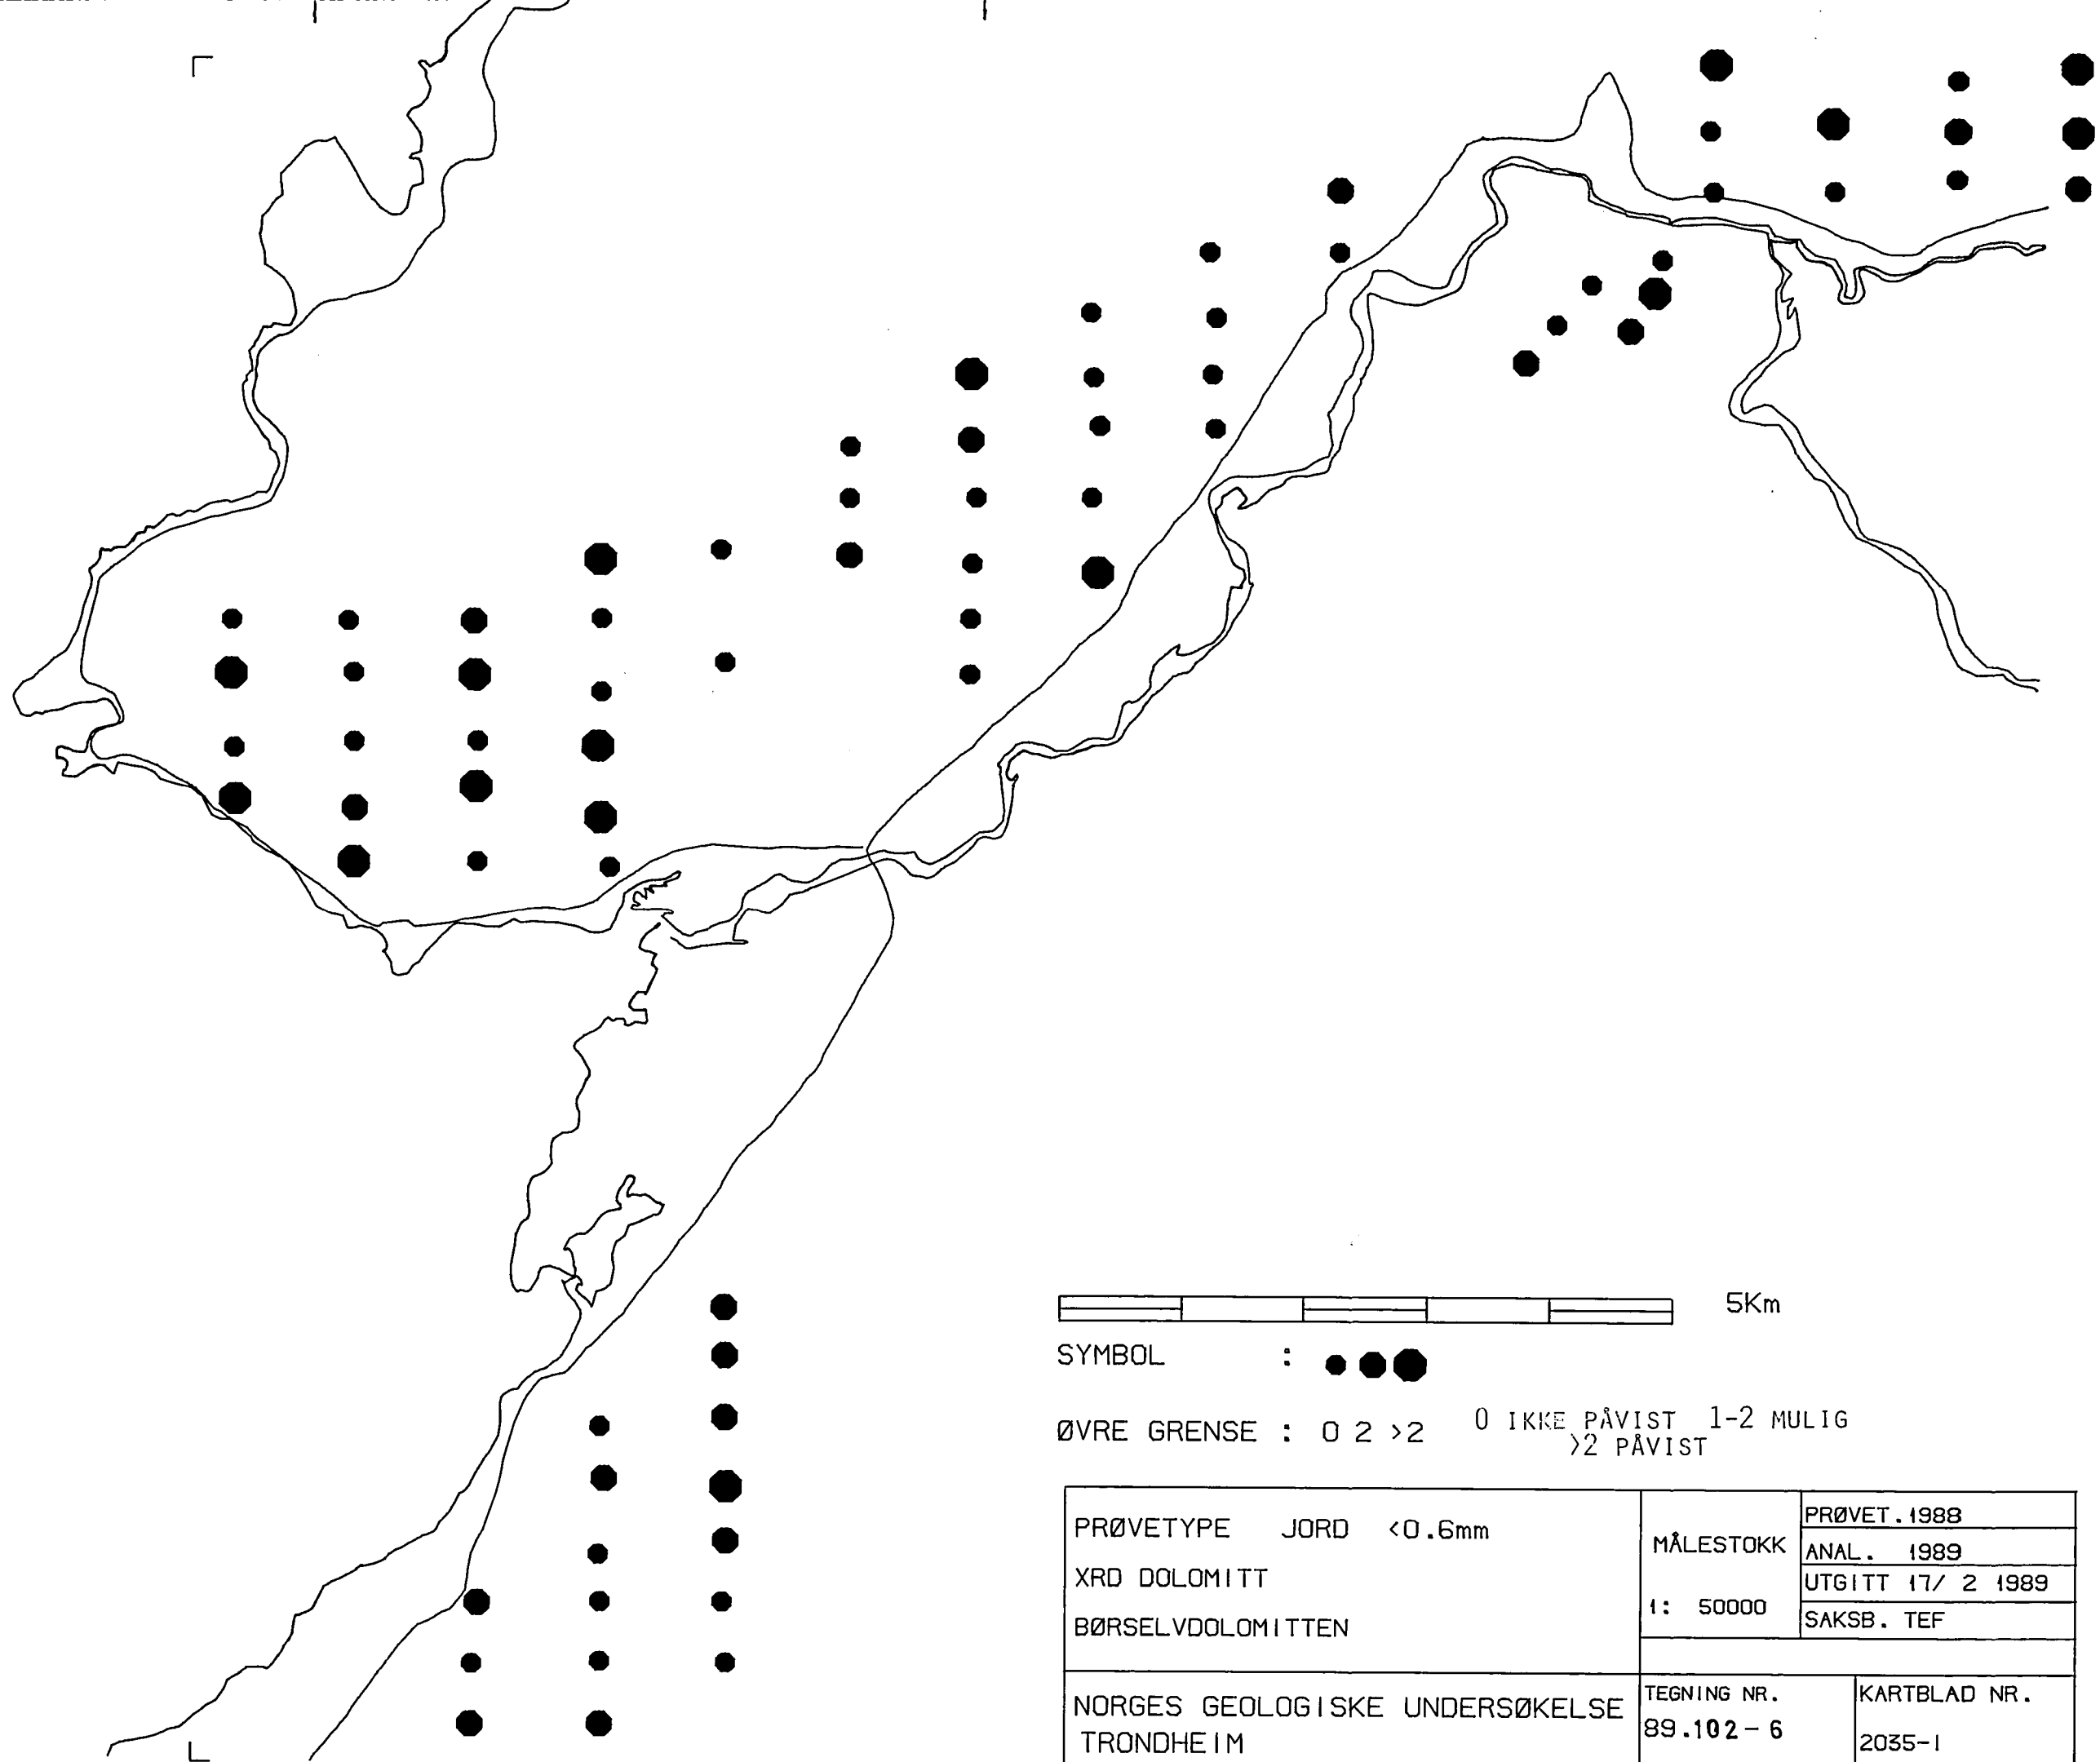 5Km
SYMBOL :
ØVRE GRENSE : 0 2 >2 0 IKKE PÅVIST 1-2 MULIG
>2 PÅVIST
PRØVETYPE JORD <0.6mm
XRD DOLOMITT
BØRSELVDOLOMITTEN
MÅLESTOKK
1: 50000
PRØVET.1988
ANAL. 1989
UTGITT 17/ 2 1989
SAKSB. TEF
NORGES GEOLOGISKE UNDERSØKELSE
TRONDHEIM
TEGNING NR.
89.102-6
KARTBLAD NR.
2035-I